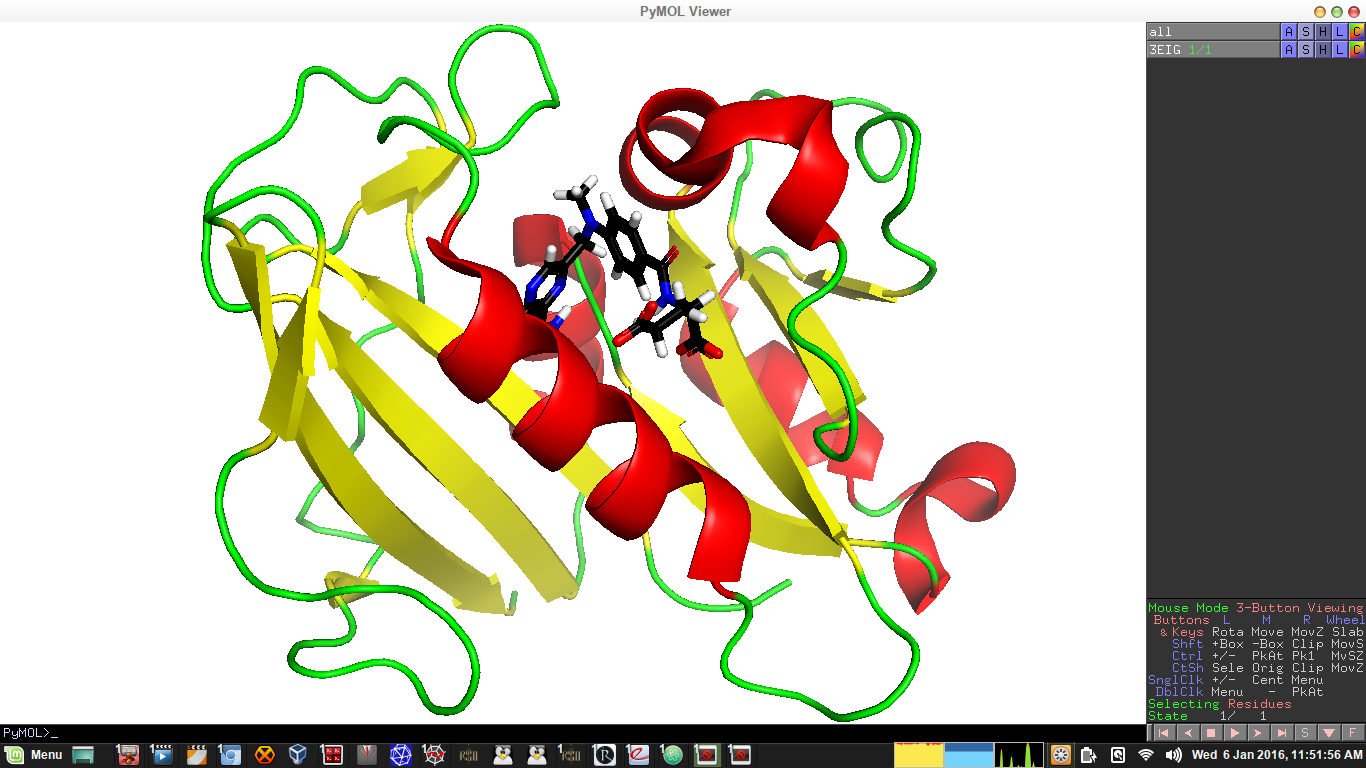 PyMOL Viewer
all A S H L C
3EIG 1/1 A S H L C
Mouse Mode 3-Button Viewing
Buttons L M R Wheel
& Keys Rota Move MovZ Slab
Shft +Box -Box Clip MovS
Ctrl +/- PkAt Pk1 MvSZ
CtSh Sele Orig Clip MovZ
SnglClk +/- Cent Menu
DblClk Menu - PkAt
Selecting Residues
State 1/ 1
S F
PyMOL>_
Menu Wed 6 Jan 2016, 11:51:56 AM